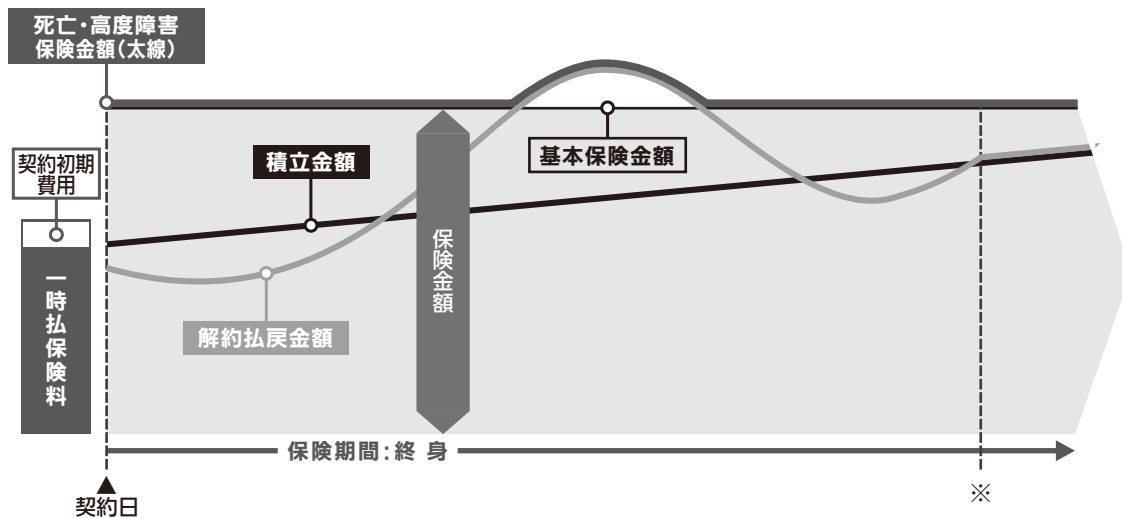 死亡・高度障害
保険金額(太線)
契約初期
費用
積立金額
基本保険金額
保険金額
一時払保険料
解約払戻金額
保険期間:終 身
契約日
※